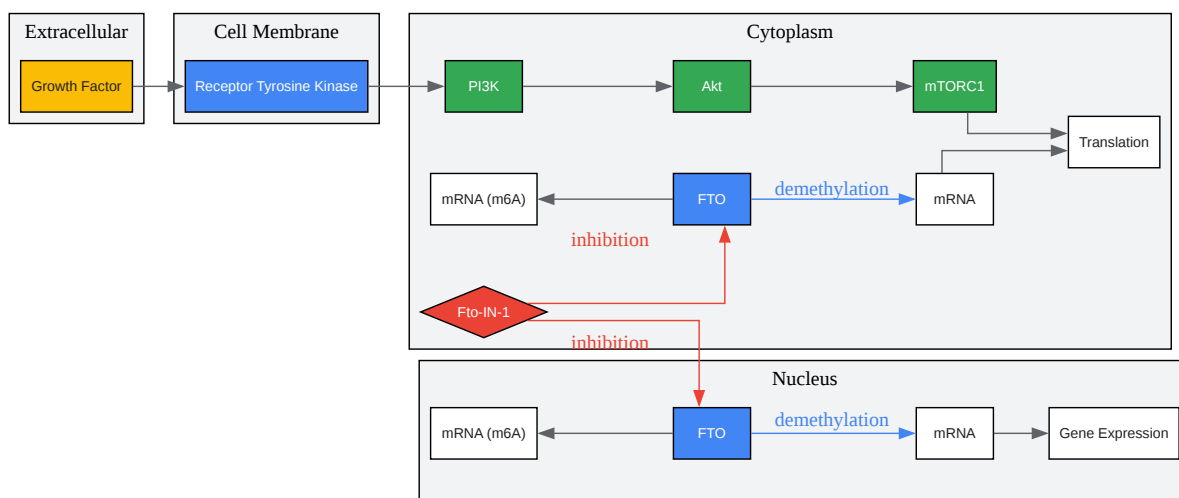 Extracellular
Cell Membrane
Cytoplasm
Growth Factor
Receptor Tyrosine Kinase
PI3K
Akt
mTORC1
Translation
mRNA (m6A)
FTO
demethylation
mRNA
inhibition
Fto-IN-1
inhibition
Nucleus
mRNA (m6A)
FTO
demethylation
mRNA
Gene Expression